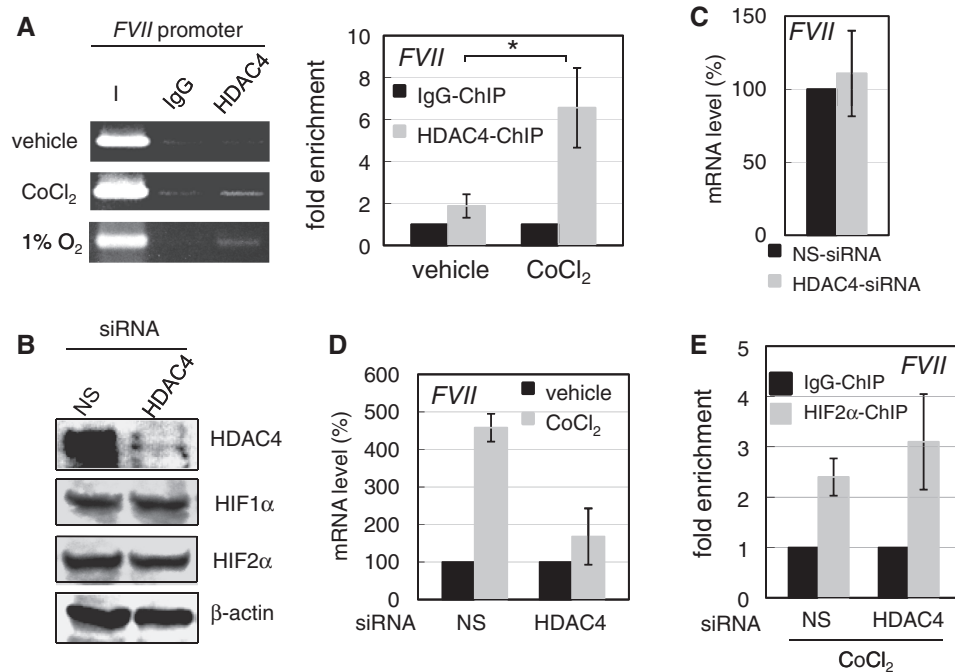 A
FVII promoter
I
IgG
HDAC4
vehicle
CoCl₂
1% O₂
FVII
*
IgG-ChIP
HDAC4-ChIP
fold enrichment
10
8
6
4
2
0
vehicle
CoCl₂
C
FVII
mRNA level (%)
150
100
50
0
NS-siRNA
HDAC4-siRNA
B
siRNA
NS
HDAC4
HDAC4
HIF1α
HIF2α
β-actin
D
FVII
vehicle
CoCl₂
mRNA level (%)
600
500
400
300
200
100
0
siRNA
NS
HDAC4
E
FVII
IgG-ChIP
HIF2α-ChIP
fold enrichment
5
4
3
2
1
0
siRNA
NS
HDAC4
CoCl₂